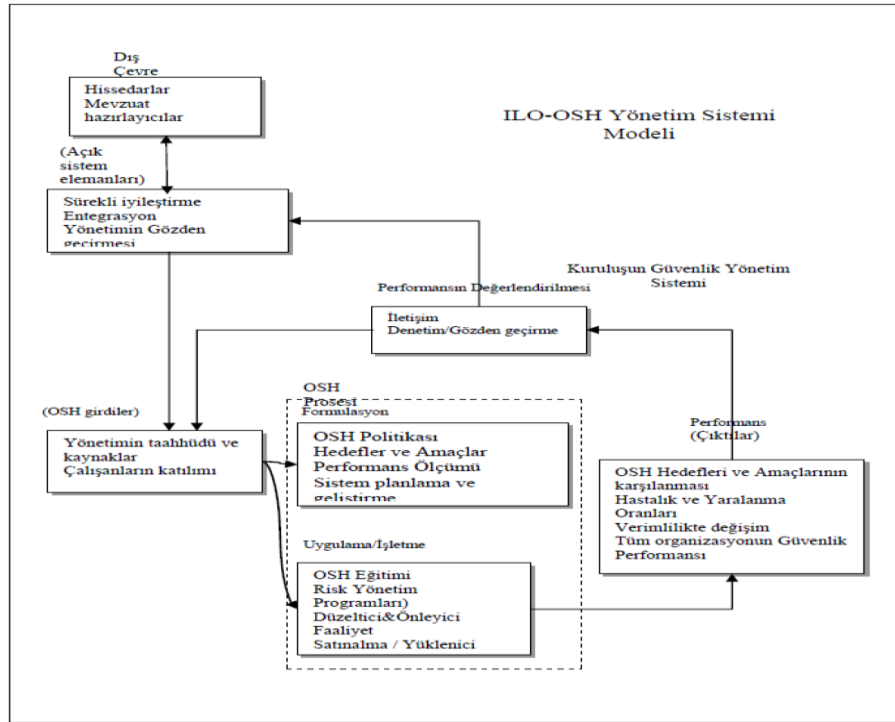 Dış
Çevre
Hissedarlar
Mevzuat
hazırlayıcılar
ILO-OSH Yönetim Sistemi
Modeli
(Açık
sistem
elemanları)
Sürekli iyileştirme
Entegrasyon
Yönetimin Gözden
geçirmesi
Kuruluşun Güvenlik Yönetim
Sistemi
Performansın Değerlendirilmesi
İletişim
Denetim/Gözden geçirme
OSH
Prosesi
Formulasyon
(OSH girdiler)
Yönetimin taahhüdü ve
kaynaklar
Çalışanların katılımı
OSH Politikası
Hedefler ve Amaçlar
Performans Ölçümü
Sistem planlama ve
geliştirme
Performans
(Çıktılar)
OSH Hedefleri ve Amaçlarının
karşılanması
Hastalık ve Yaralanma
Oranları
Verimlilikte değişim
Tüm organizasyonun Güvenlik
Performansı
Uygulama/İşletme
OSH Eğitimi
Risk Yönetim
Programları)
Düzeltici&Önleyici
Faaliyet
Satınalma / Yüklenici